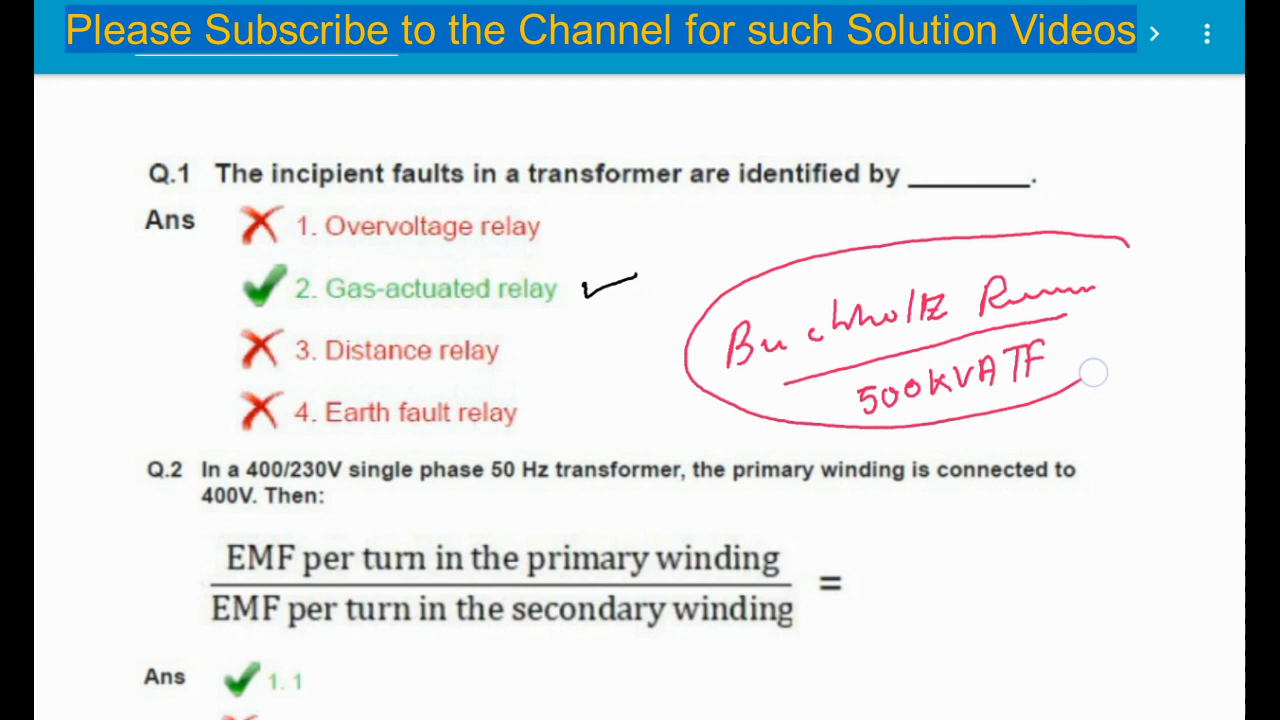 Please Subscribe to the Channel for such Solution Videos
Q.1 The incipient faults in a transformer are identified by ________.
Ans
1. Overvoltage relay
2. Gas-actuated relay
3. Distance relay
4. Earth fault relay
Buchholtz
500KVA TF
Q.2 In a 400/230V single phase 50 Hz transformer, the primary winding is connected to
400V. Then:
EMF per turn in the primary winding
=
EMF per turn in the secondary winding
Ans
1. 1